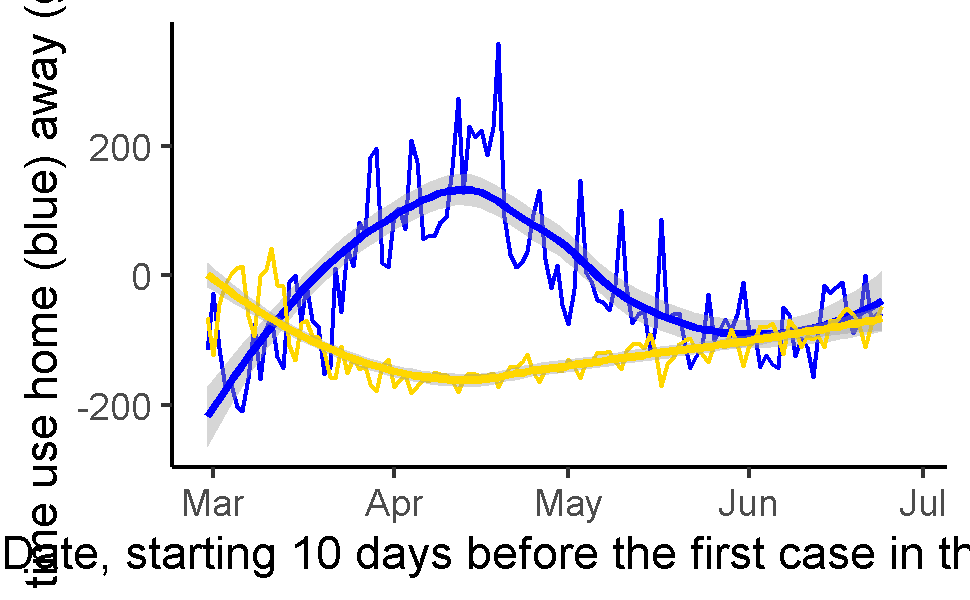 time use home (blue) away (
200
0
-200
Mar Apr May Jun Jul
Date, starting 10 days before the first case in th